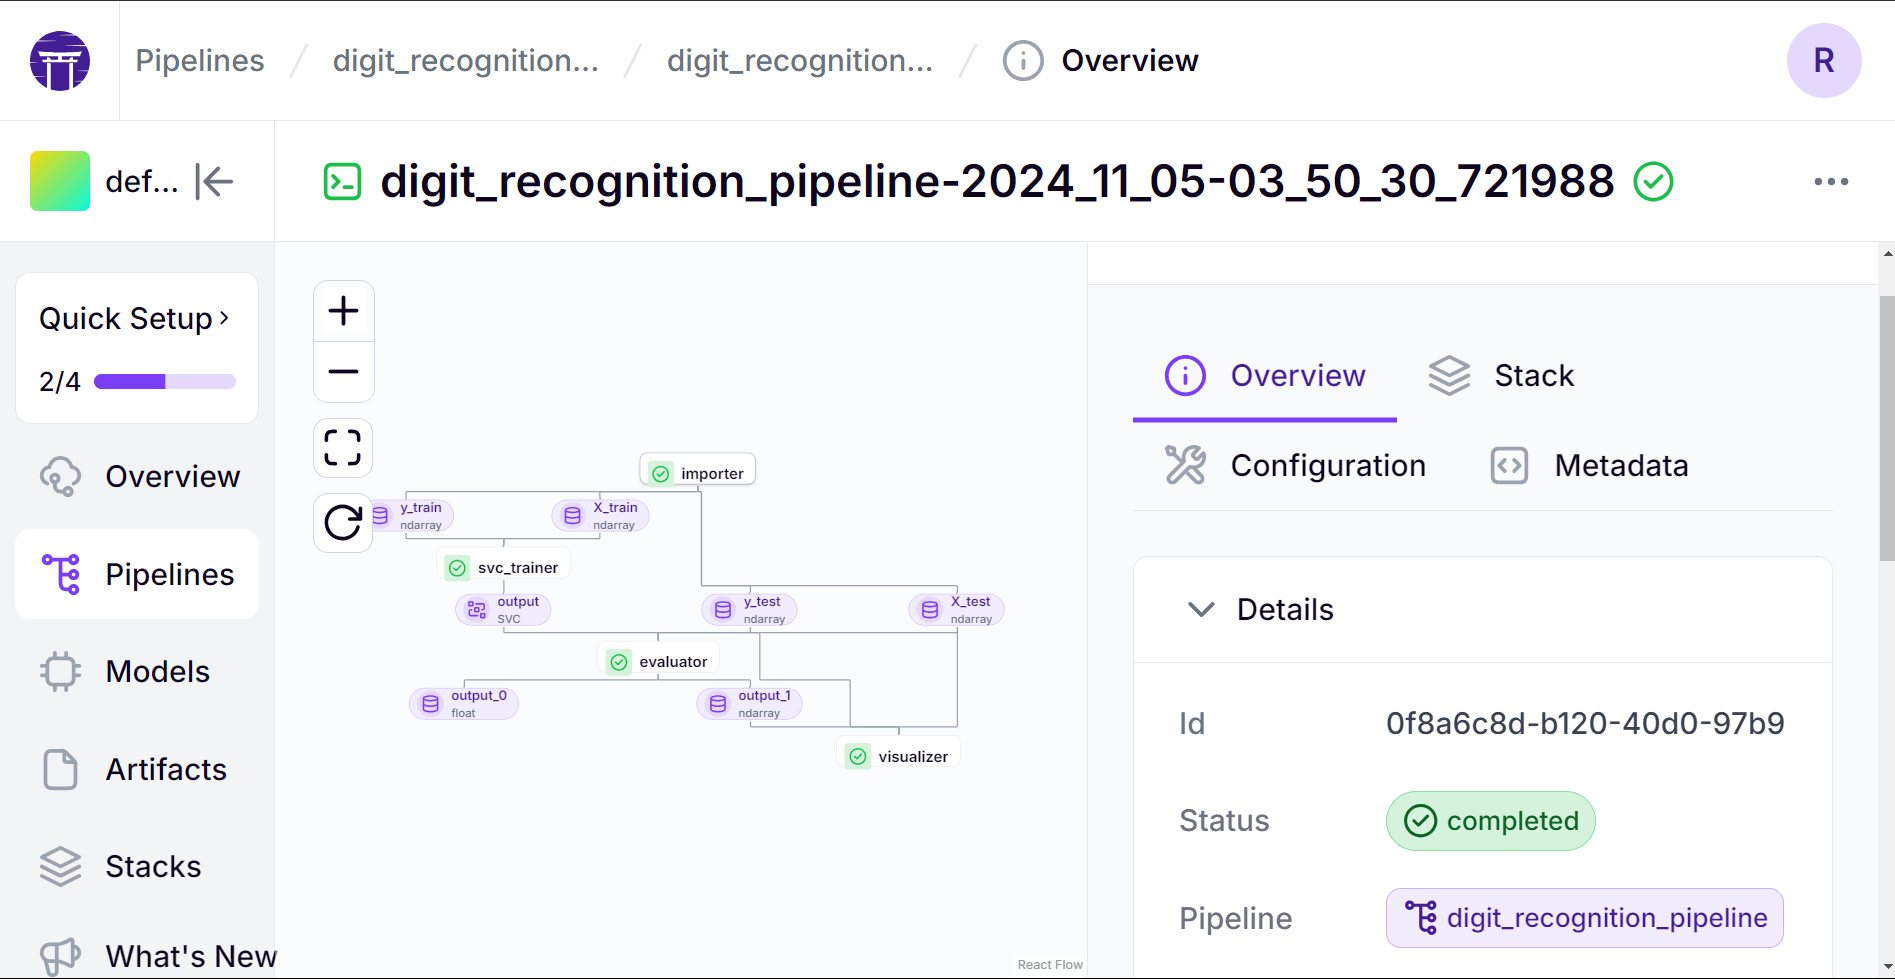 Pipelines / digit_recognition... / digit_recognition... / Overview
R
def...
digit_recognition_pipeline-2024_11_05-03_50_30_721988
Quick Setup
2/4
Overview
Pipelines
Models
Artifacts
Stacks
What's New
importer
y_train
ndarray
X_train
ndarray
svc_trainer
output
SVC
y_test
ndarray
X_test
ndarray
evaluator
output_0
float
output_1
ndarray
visualizer
React Flow
Overview
Stack
Configuration
Metadata
Details
Id 0f8a6c8d-b120-40d0-97b9
Status completed
Pipeline digit_recognition_pipeline